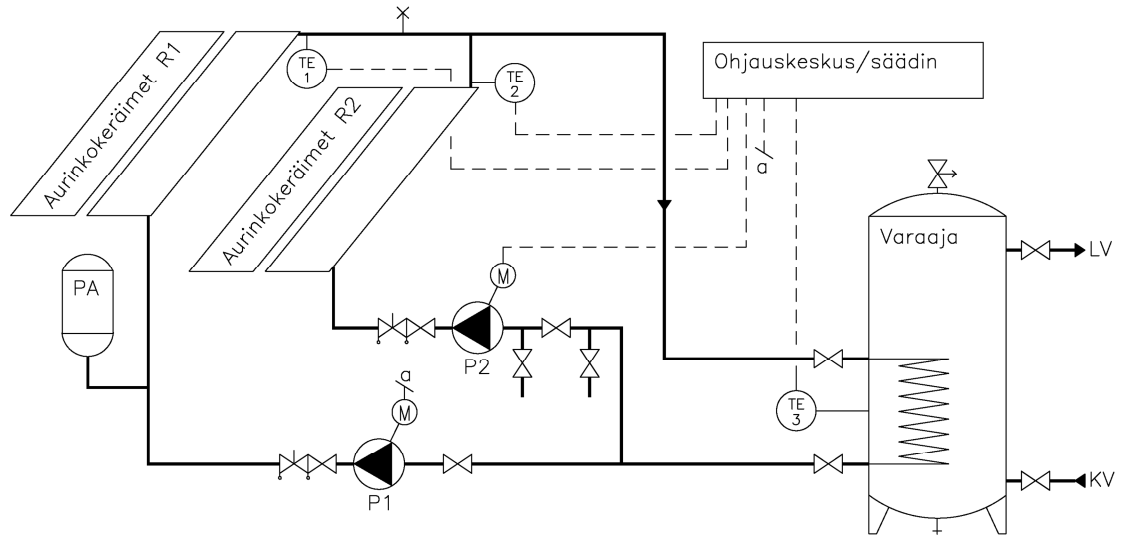 Aurinkokeräimet R1
TE
1
TE
2
Ohjauskeskus/säädin
Aurinkokeräimet R2
a
Varaaja
LV
PA
M
P2
a
M
TE
3
P1
KV